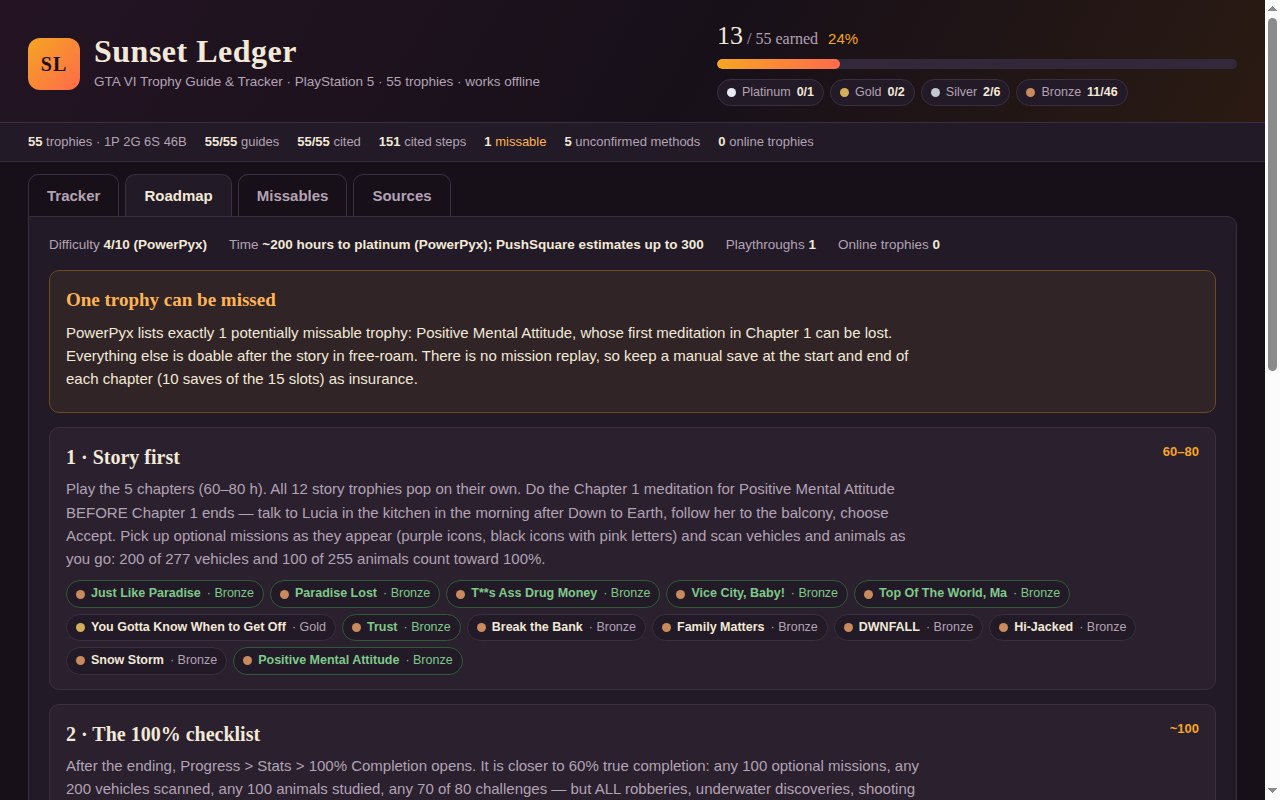 SL
Sunset Ledger
GTA VI Trophy Guide & Tracker · PlayStation 5 · 55 trophies · works offline
13 / 55 earned 24%
Platinum 0/1 Gold 0/2 Silver 2/6 Bronze 11/46
55 trophies · 1P 2G 6S 46B 55/55 guides 55/55 cited 151 cited steps 1 missable 5 unconfirmed methods 0 online trophies
Tracker Roadmap Missables Sources
Difficulty 4/10 (PowerPyx) Time ~200 hours to platinum (PowerPyx); PushSquare estimates up to 300 Playthroughs 1 Online trophies 0
One trophy can be missed
PowerPyx lists exactly 1 potentially missable trophy: Positive Mental Attitude, whose first meditation in Chapter 1 can be lost.
Everything else is doable after the story in free-roam. There is no mission replay, so keep a manual save at the start and end of
each chapter (10 saves of the 15 slots) as insurance.
1 · Story first 60–80
Play the 5 chapters (60–80 h). All 12 story trophies pop on their own. Do the Chapter 1 meditation for Positive Mental Attitude
BEFORE Chapter 1 ends — talk to Lucia in the kitchen in the morning after Down to Earth, follow her to the balcony, choose
Accept. Pick up optional missions as they appear (purple icons, black icons with pink letters) and scan vehicles and animals as
you go: 200 of 277 vehicles and 100 of 255 animals count toward 100%.
Just Like Paradise · Bronze Paradise Lost · Bronze T**s Ass Drug Money · Bronze Vice City, Baby! · Bronze Top Of The World, Ma · Bronze
You Gotta Know When to Get Off · Gold Trust · Bronze Break the Bank · Bronze Family Matters · Bronze DWNFALL · Bronze Hi-Jacked · Bronze
Snow Storm · Bronze Positive Mental Attitude · Bronze
2 · The 100% checklist ~100
After the ending, Progress > Stats > 100% Completion opens. It is closer to 60% true completion: any 100 optional missions, any
200 vehicles scanned, any 100 animals studied, any 70 of 80 challenges — but ALL robberies, underwater discoveries, shooting